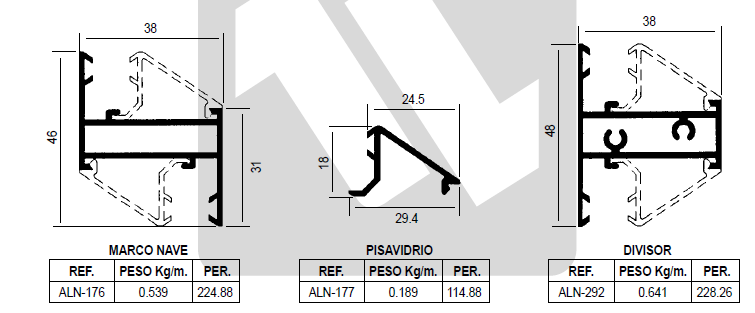 38
46
31
MARCO NAVE
REF. PESO Kg/m. PER.
ALN-176 0.539 224.88
24.5
18
29.4
PISAVIDRIO
REF. PESO Kg/m. PER.
ALN-177 0.189 114.88
38
48
DIVISOR
REF. PESO Kg/m. PER.
ALN-292 0.641 228.26